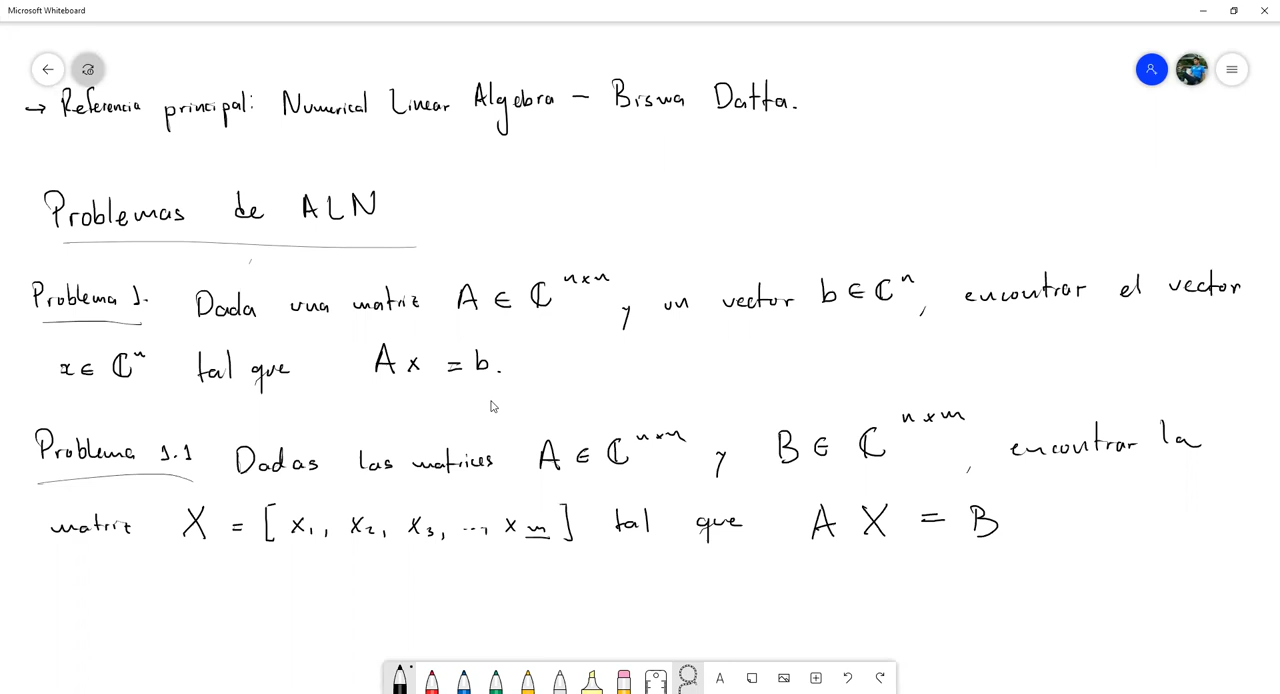 Microsoft Whiteboard
→ Referencia principal: Numerical Linear Algebra - Biswa Datta.
Problemas de ALN
Problema 1. Dada una matriz A ∈ ℂ^{n×n} y un vector b ∈ ℂ^n, encontrar el vector
x ∈ ℂ^n tal que Ax = b.
Problema 1.1 Dadas las matrices A ∈ ℂ^{n×n} y B ∈ ℂ^{n×m}, encontrar la
matriz X = [x₁, x₂, x₃, ..., x m] tal que A X = B
A